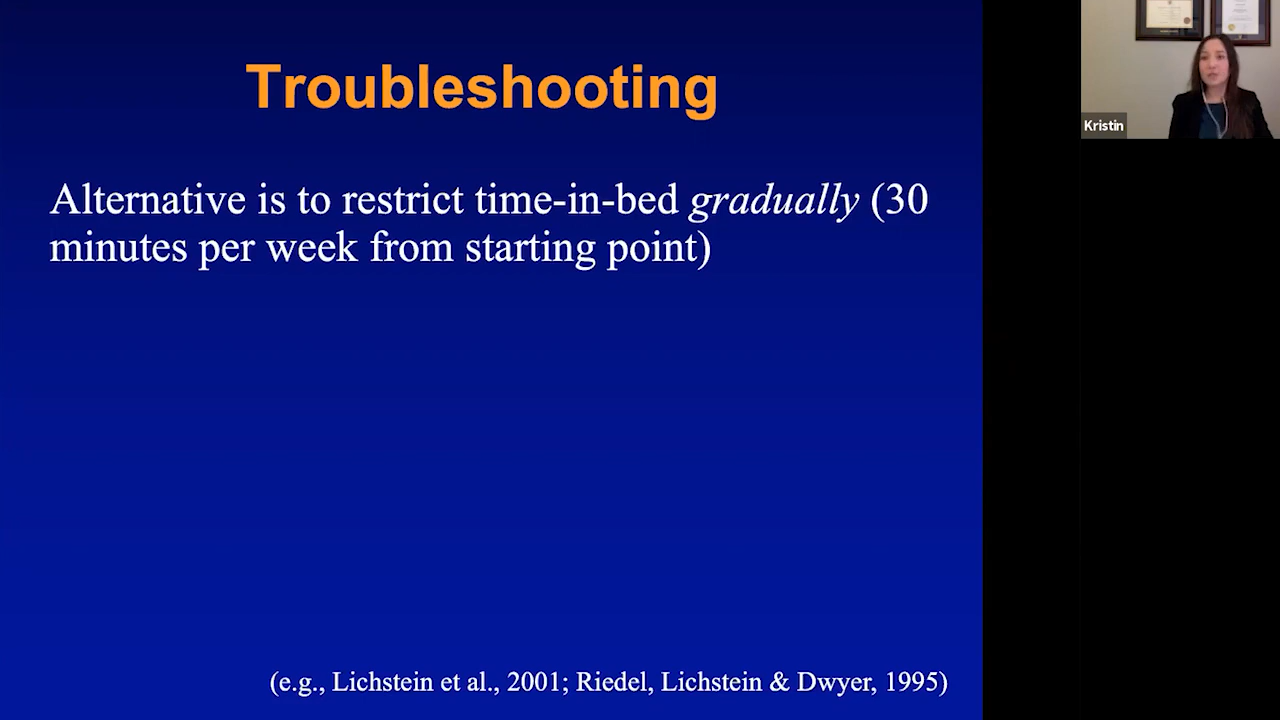 Troubleshooting
Alternative is to restrict time-in-bed gradually (30
minutes per week from starting point)
(e.g., Lichstein et al., 2001; Riedel, Lichstein & Dwyer, 1995)
Kristin